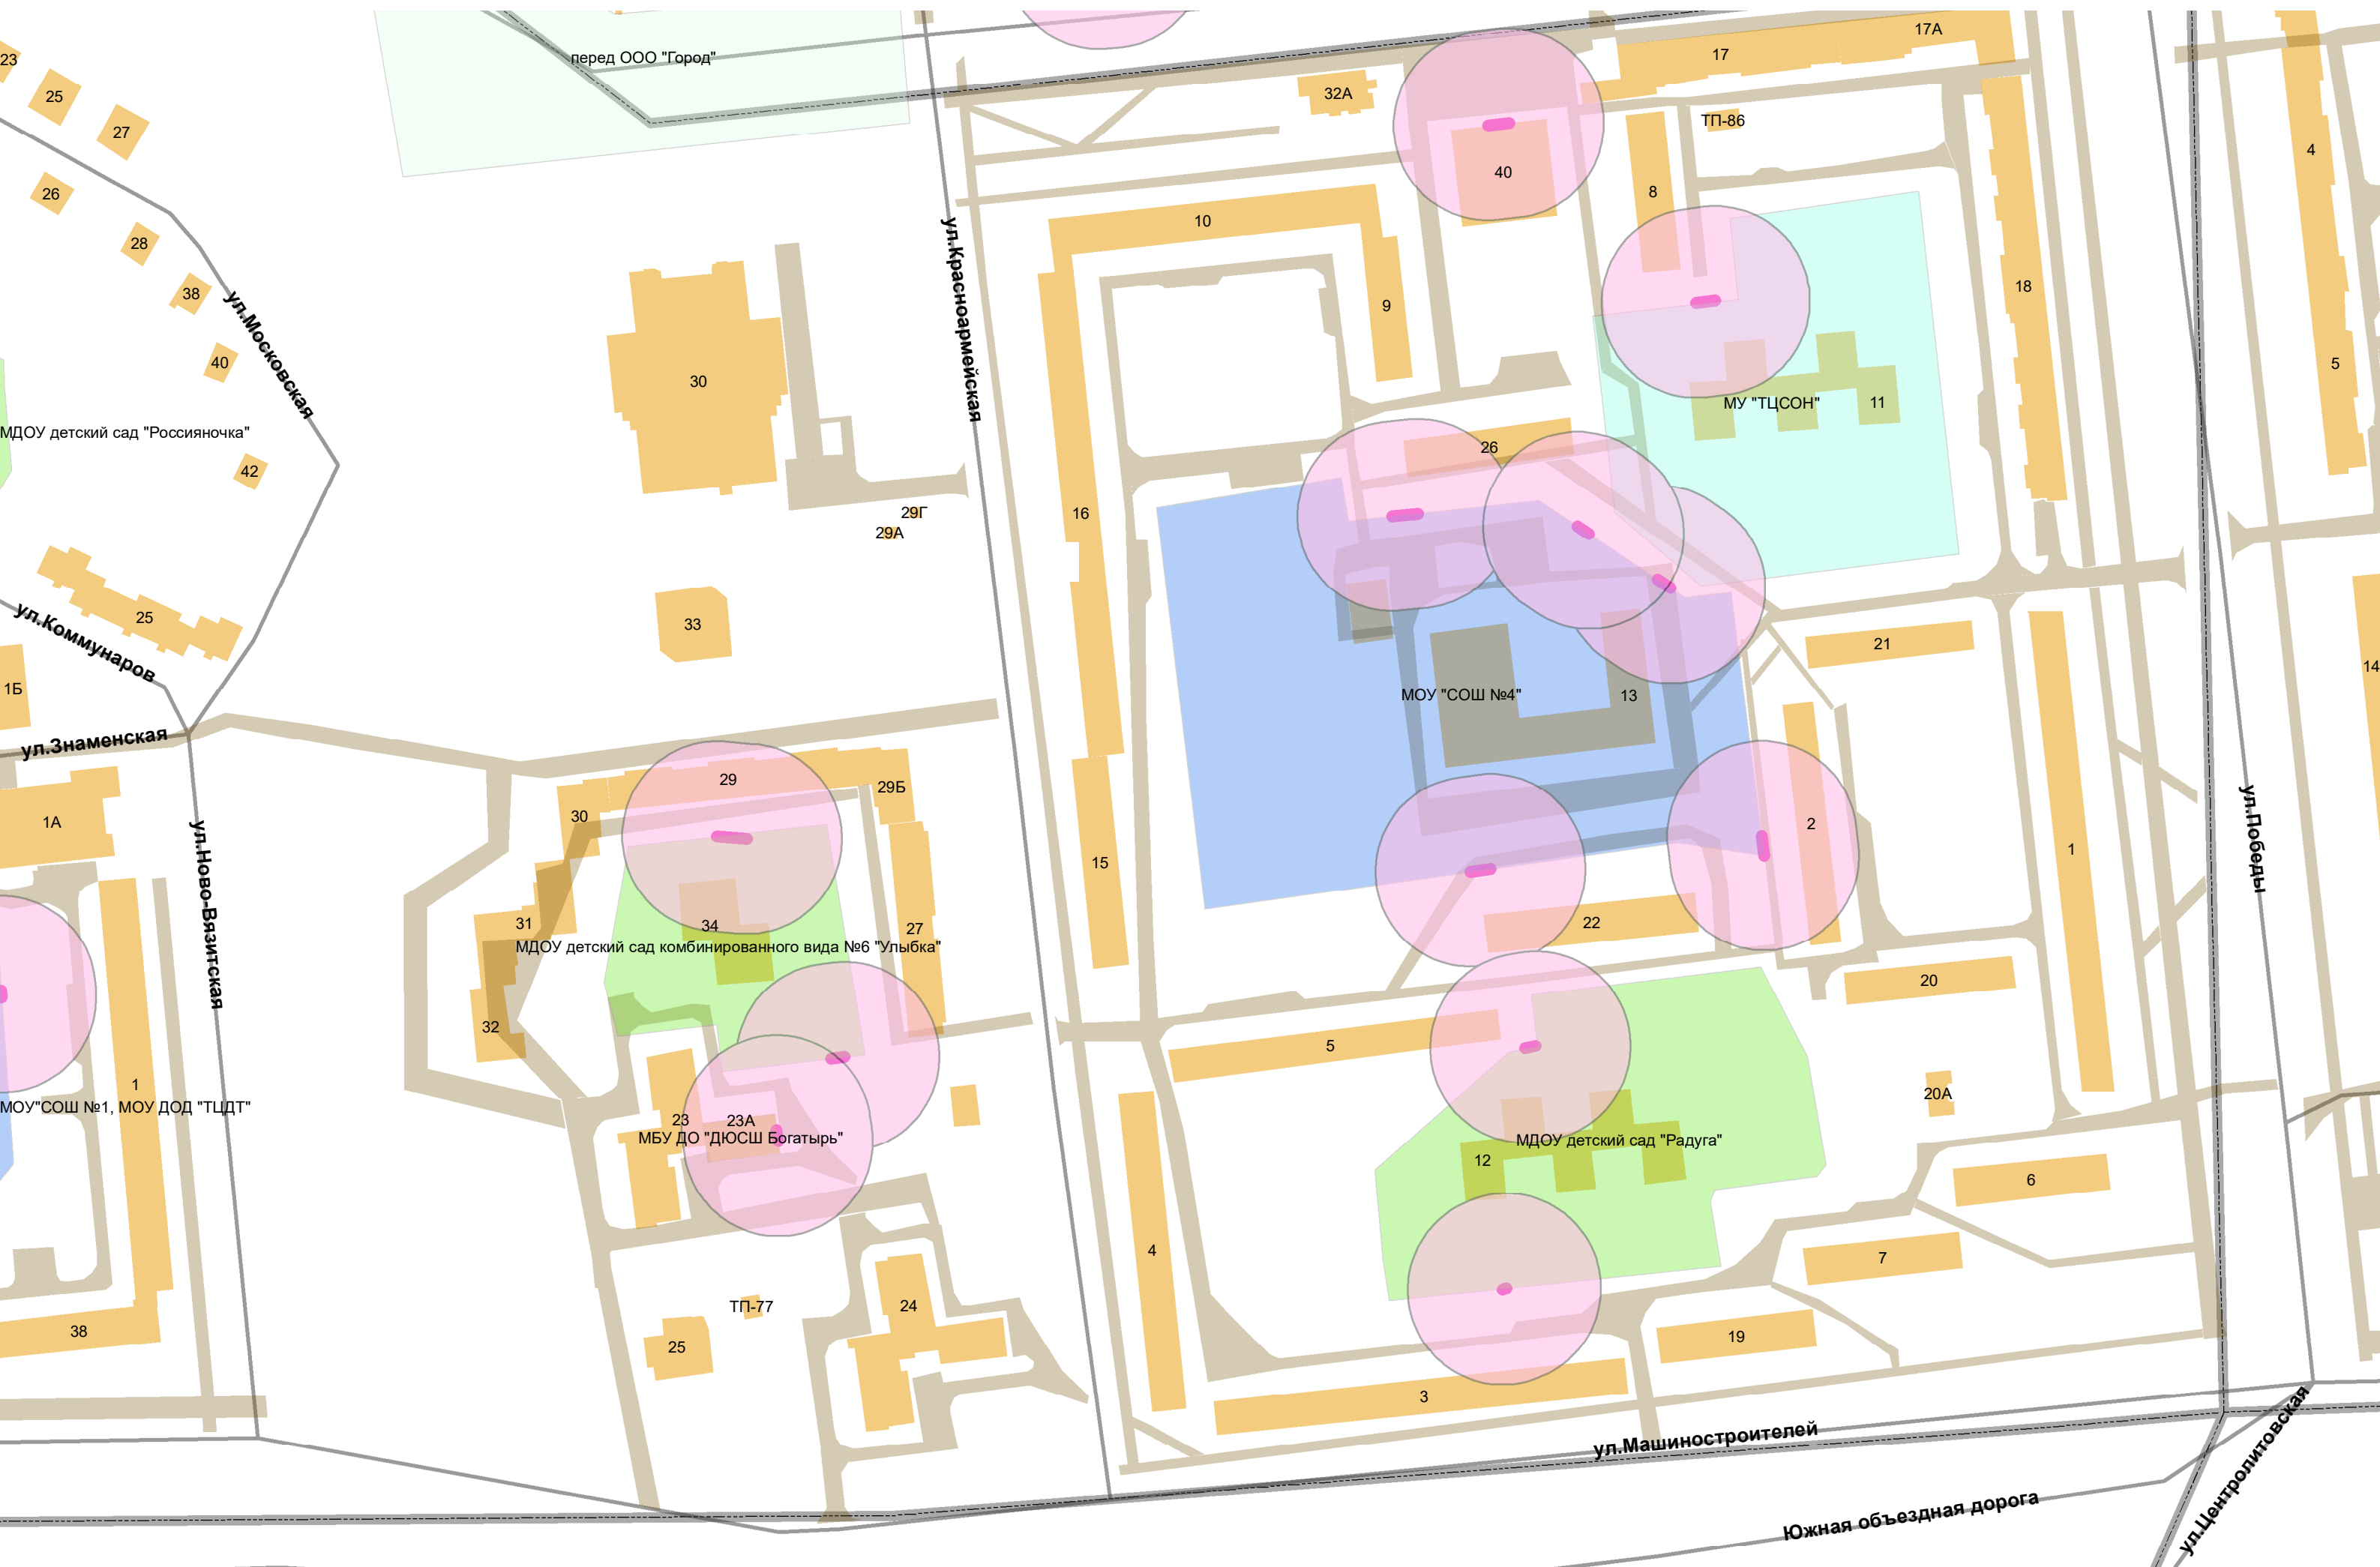 перед ООО "Город"
17А
17
23
25
32А
27
ТП-86
4
40
8
26
10
28
18
38
9
ул.Московская
ул.Красноармейская
40
30
5
МУ "ТЦСОН"
11
МДОУ детский сад "Россияночка"
26
42
16
29Г
29А
25
33
21
ул.Коммунаров
14
1Б
МОУ "СОШ №4"
13
ул.Знаменская
29
29Б
30
1А
2
ул.Победы
1
15
31
34
27
22
МДОУ детский сад комбинированного вида №6 "Улыбка"
ул.Ново-Вязитская
20
32
5
1
20А
МОУ"СОШ №1, МОУ ДОД "ТЦДТ"
23
23А
МБУ ДО "ДЮСШ Богатырь"
МДОУ детский сад "Радуга"
12
6
4
7
ТП-77
24
38
19
25
3
ул.Машиностроителей
ул.Центролитовская
Южная объездная дорога